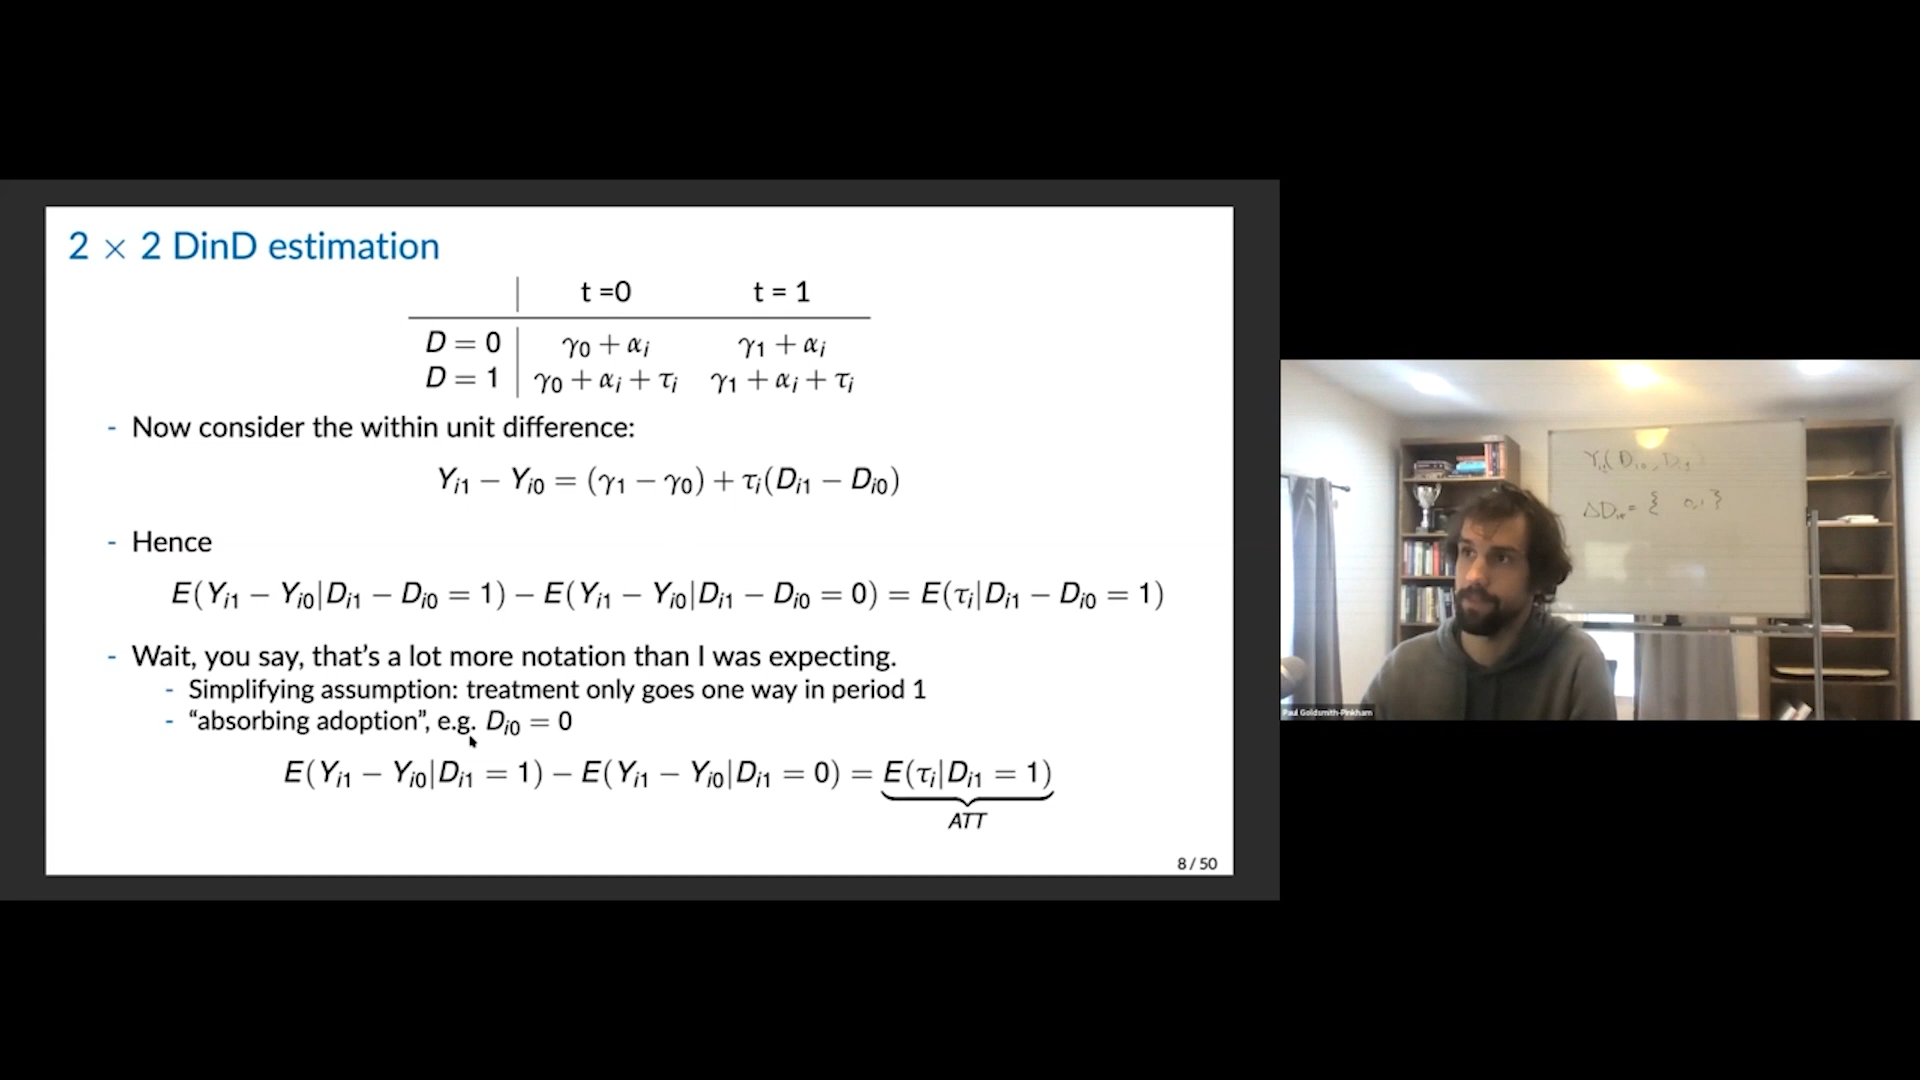 2 × 2 DinD estimation
t =0 t = 1
D = 0 γ₀ + αᵢ γ₁ + αᵢ
D = 1 γ₀ + αᵢ + τᵢ γ₁ + αᵢ + τᵢ
- Now consider the within unit difference:
Yᵢ₁ − Yᵢ₀ = (γ₁ − γ₀) + τᵢ(Dᵢ₁ − Dᵢ₀)
- Hence
E(Yᵢ₁ − Yᵢ₀|Dᵢ₁ − Dᵢ₀ = 1) − E(Yᵢ₁ − Yᵢ₀|Dᵢ₁ − Dᵢ₀ = 0) = E(τᵢ|Dᵢ₁ − Dᵢ₀ = 1)
- Wait, you say, that's a lot more notation than I was expecting.
- Simplifying assumption: treatment only goes one way in period 1
- “absorbing adoption”, e.g. Dᵢ₀ = 0
E(Yᵢ₁ − Yᵢ₀|Dᵢ₁ = 1) − E(Yᵢ₁ − Yᵢ₀|Dᵢ₁ = 0) = E(τᵢ|Dᵢ₁ = 1)
ATT
8 / 50
Paul Goldsmith-Pinkham